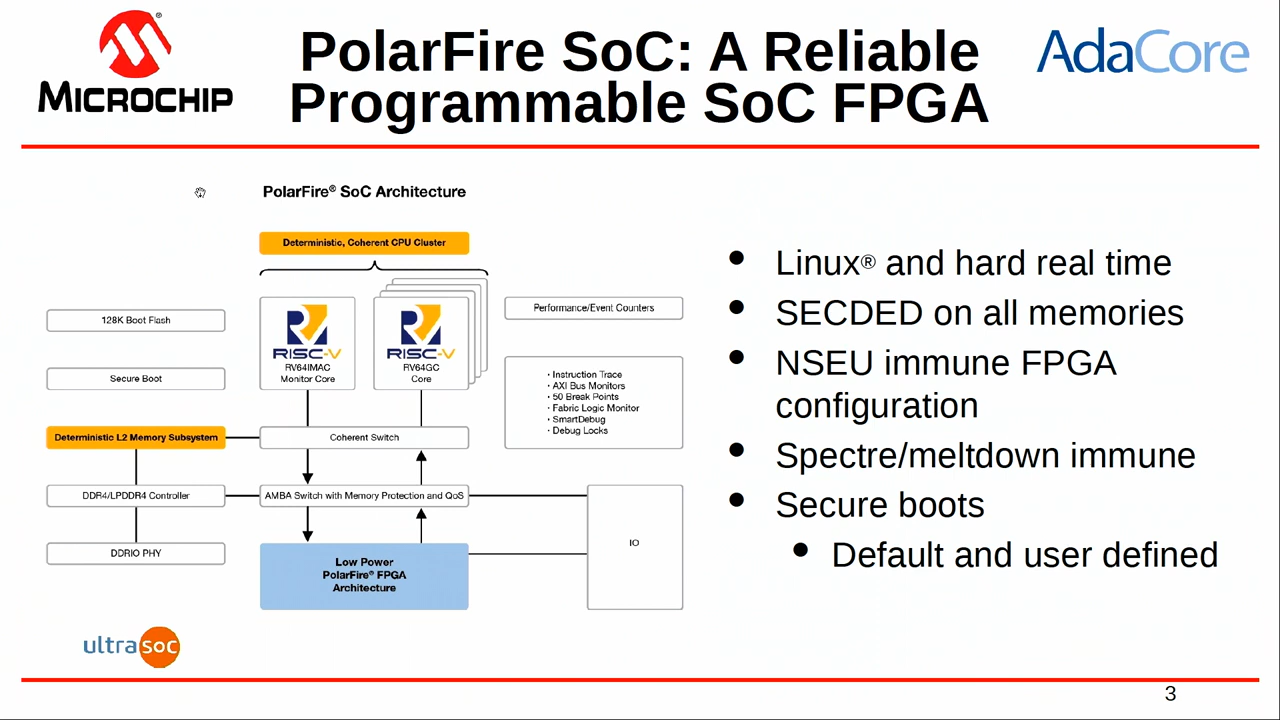 MICROCHIP
PolarFire SoC: A Reliable
Programmable SoC FPGA
AdaCore
PolarFire® SoC Architecture
Deterministic, Coherent CPU Cluster
128K Boot Flash
Secure Boot
RISC-V
RV64IMAC
Monitor Core
RISC-V
RV64GC
Core
Performance/Event Counters
· Instruction Trace
· AXI Bus Monitors
· 50 Break Points
· Fabric Logic Monitor
· SmartDebug
· Debug Locks
Deterministic L2 Memory Subsystem
Coherent Switch
DDR4/LPDDR4 Controller
AMBA Switch with Memory Protection and QoS
DDRIO PHY
Low Power
PolarFire® FPGA
Architecture
IO
ultrasoc
• Linux® and hard real time
• SECDED on all memories
• NSEU immune FPGA
configuration
• Spectre/meltdown immune
• Secure boots
• Default and user defined
3